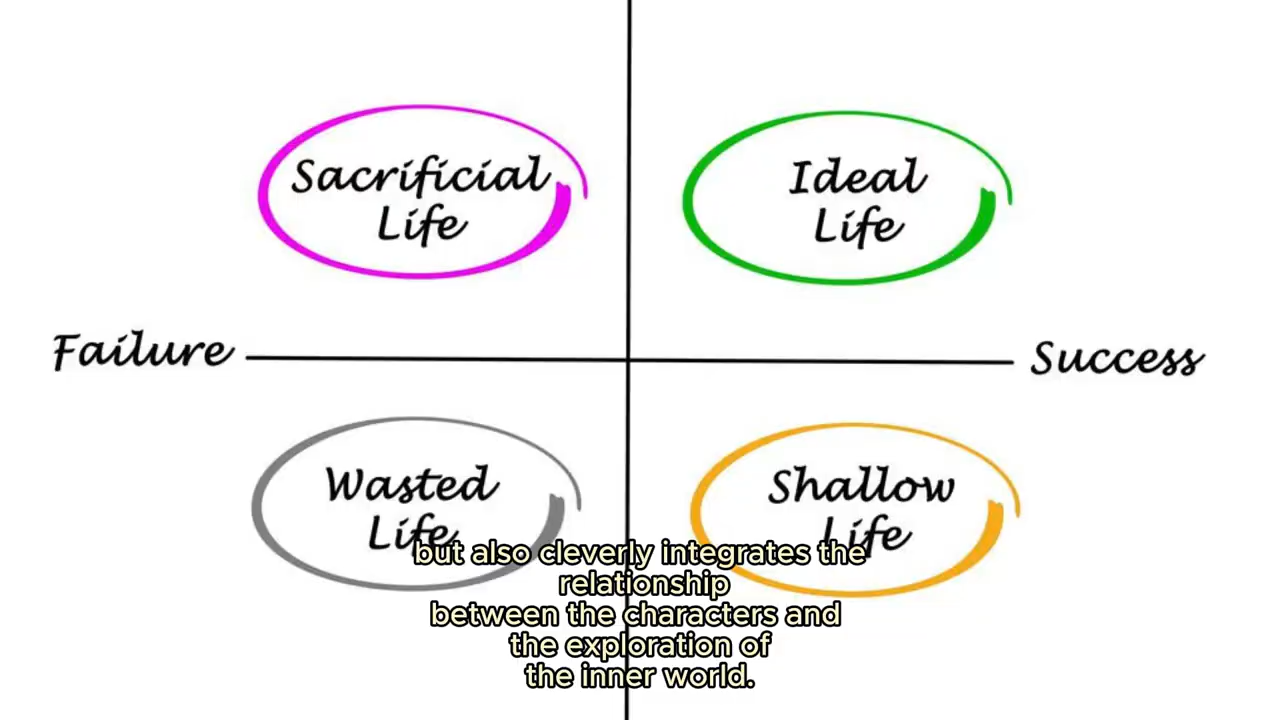 Sacrificial
Life
Ideal
Life
Failure
Success
Wasted
Life
Shallow
Life
but also cleverly integrates the
relationship
between the characters and
the exploration of
the inner world.